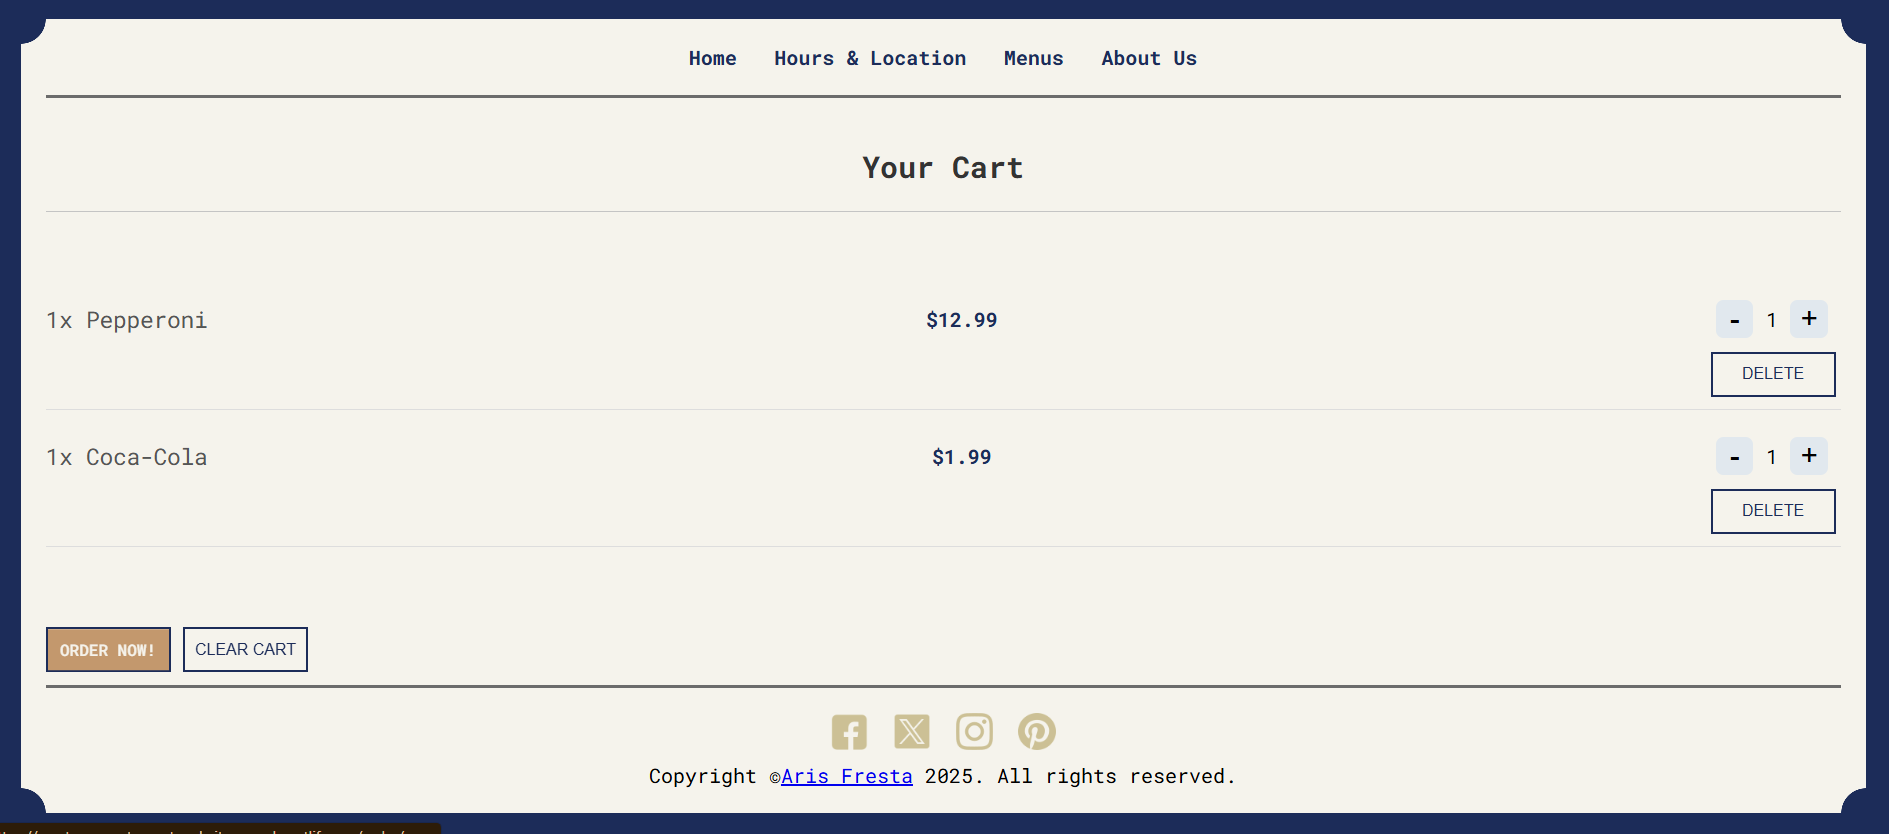 Home Hours & Location Menus About Us
Your Cart
1x Pepperoni $12.99 - 1 +
DELETE
1x Coca-Cola $1.99 - 1 +
DELETE
ORDER NOW! CLEAR CART
Copyright ©Aris Fresta 2025. All rights reserved.